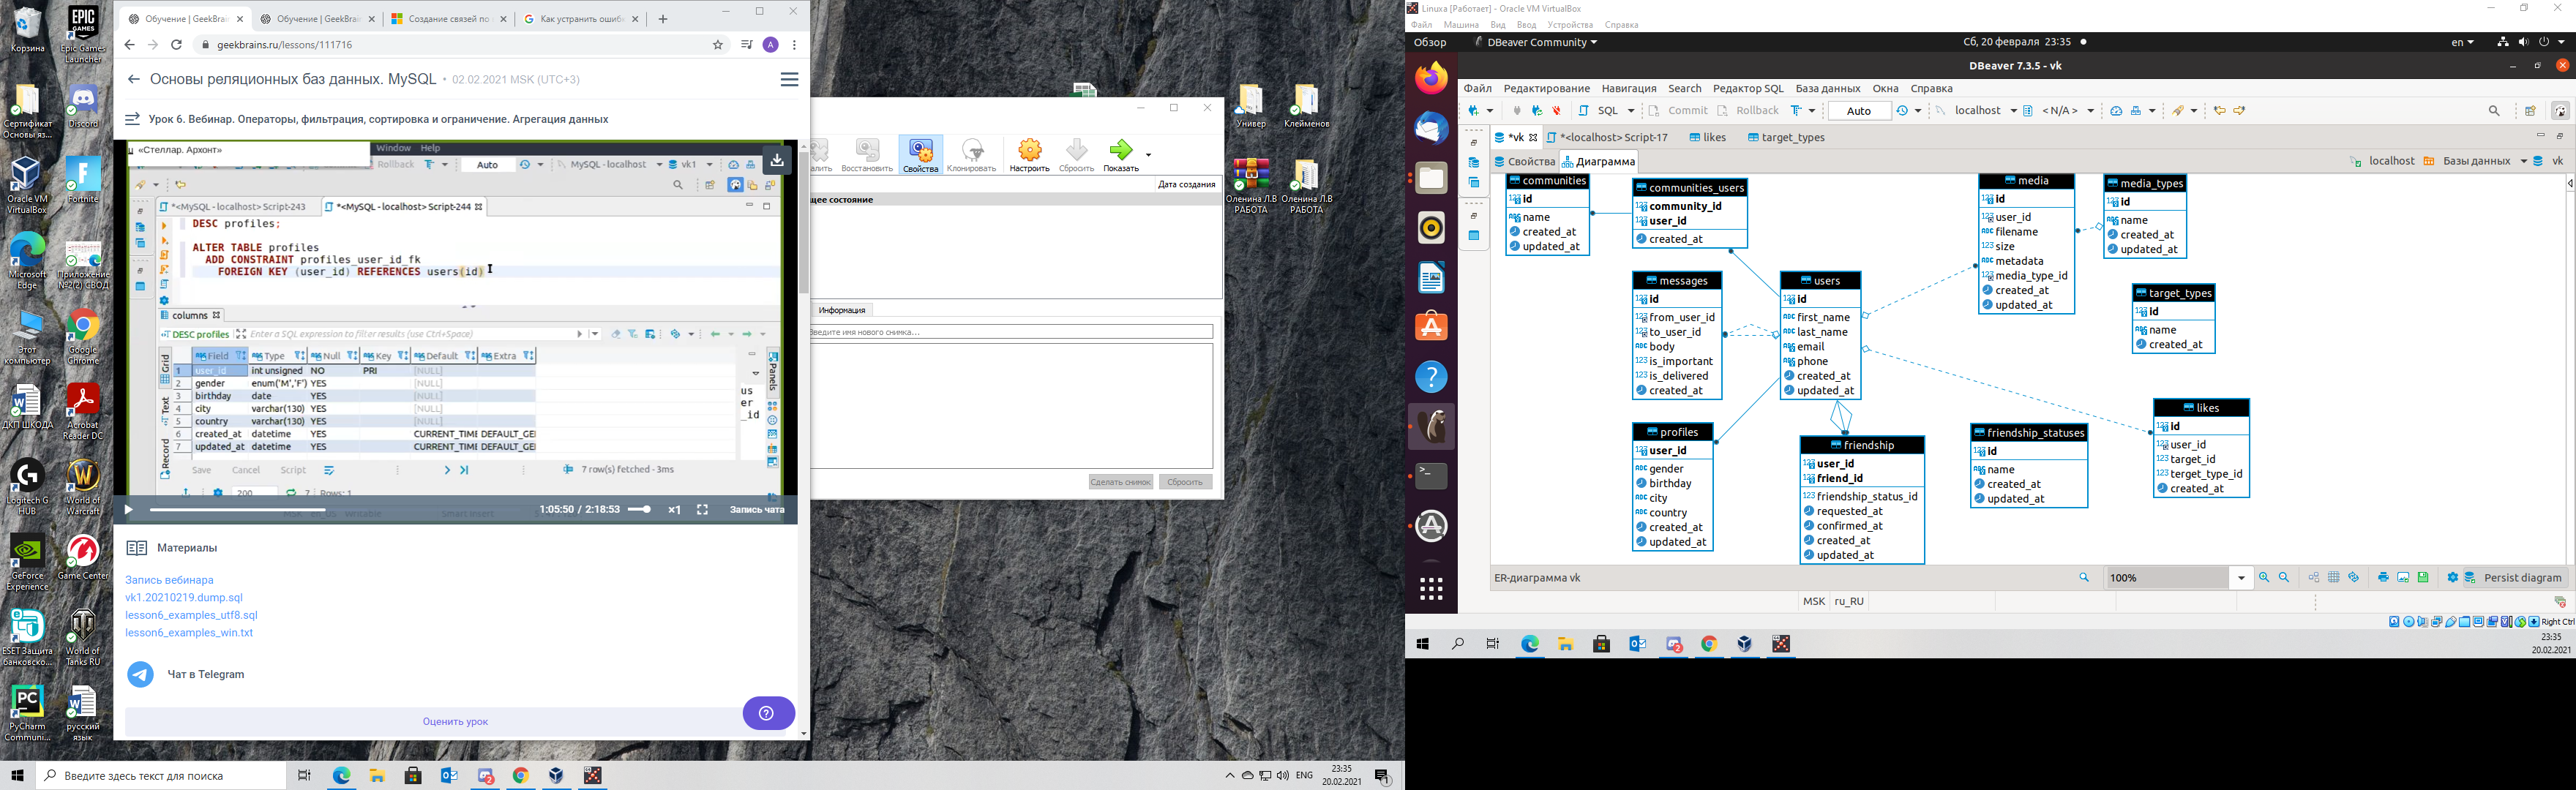 Корзина
Epic Games Launcher
Сертификат Основы яз...
Discord
Oracle VM VirtualBox
Fortnite
Microsoft Edge
Приложение №2(2) СВОД
Этот компьютер
Google Chrome
ДКП ШКОДА
Acrobat Reader DC
Logitech G HUB
World of Warcraft
GeForce Experience
Game Center
ESET Защита банковско...
World of Tanks RU
PyCharm Communi...
русский язык
Обучение | GeekBrai
Обучение | GeekBrai
Создание связей по
Как устранить ошиб
geekbrains.ru/lessons/111716
Основы реляционных баз данных. MySQL • 02.02.2021 MSK (UTC+3)
Урок 6. Вебинар. Операторы, фильтрация, сортировка и ограничение. Агрегация данных
«Стеллар. Архонт»
Window Help
Rollback Auto MySQL - localhost vk1
*<MySQL - localhost> Script-243
*<MySQL - localhost> Script-244
DESC profiles;
ALTER TABLE profiles
ADD CONSTRAINT profiles_user_id_fk
FOREIGN KEY (user_id) REFERENCES users(id)
columns
DESC profiles Enter a SQL expression to filter results (use Ctrl+Space)
Grid
Text
Record
Panels
Field Type Null Key Default Extra
1 user_id int unsigned NO PRI [NULL]
2 gender enum('M','F') YES [NULL]
3 birthday date YES [NULL]
4 city varchar(130) YES [NULL]
5 country varchar(130) YES [NULL]
6 created_at datetime YES CURRENT_TIME DEFAULT_GEI
7 updated_at datetime YES CURRENT_TIME DEFAULT_GEI
us
er
_id
Save Cancel Script 7 row(s) fetched - 3ms
200 7 Rows: 1
1:05:50 / 2:18:53 ×1 Запись чата
Материалы
Запись вебинара
vk1.20210219.dump.sql
lesson6_examples_utf8.sql
lesson6_examples_win.txt
Чат в Telegram
Оценить урок
Введите здесь текст для поиска
ENG
23:35
20.02.2021
Восстановить
Свойства
Клонировать
Настроить
Сбросить
Показать
Дата создания
щее состояние
Информация
Введите имя нового снимка...
Сделать снимок
Сбросить
Универ
Клейменов
Оленина Л.В РАБОТА
Оленина Л.В РАБОТА
Linuxa [Работает] - Oracle VM VirtualBox
Файл Машина Вид Ввод Устройства Справка
Обзор DBeaver Community
Сб, 20 февраля 23:35
en
DBeaver 7.3.5 - vk
Файл Редактирование Навигация Search Редактор SQL База данных Окна Справка
SQL Commit Rollback Auto localhost < N/A >
*vk
*<localhost> Script-17
likes
target_types
Свойства Диаграмма
localhost Базы данных vk
communities
id
name
created_at
updated_at
communities_users
community_id
user_id
created_at
media
id
user_id
filename
size
metadata
media_type_id
created_at
updated_at
media_types
id
name
created_at
updated_at
messages
id
from_user_id
to_user_id
body
is_important
is_delivered
created_at
users
id
first_name
last_name
email
phone
created_at
updated_at
target_types
id
name
created_at
profiles
user_id
gender
birthday
city
country
created_at
updated_at
friendship
user_id
friend_id
friendship_status_id
requested_at
confirmed_at
created_at
updated_at
friendship_statuses
id
name
created_at
updated_at
likes
id
user_id
target_id
terget_type_id
created_at
ER-диаграмма vk
100%
Persist diagram
MSK ru_RU
Right Ctrl
23:35
20.02.2021